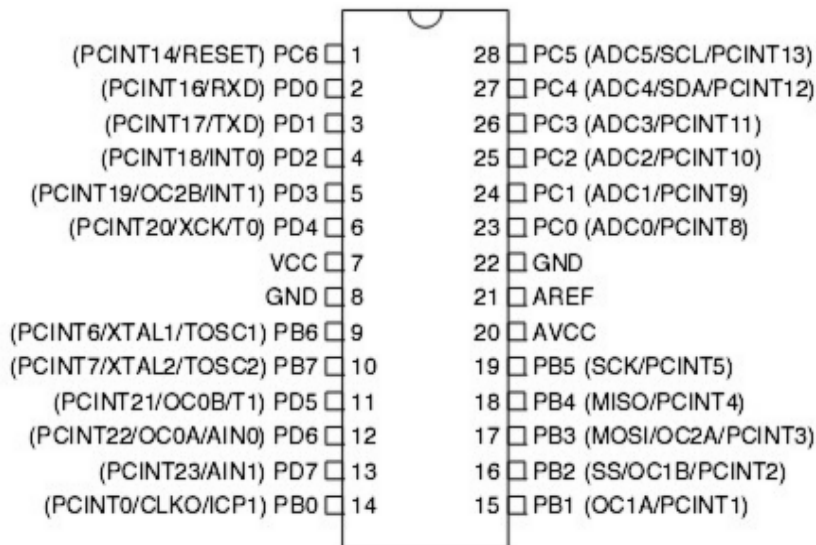 (PCINT14/RESET) PC6 1 28 PC5 (ADC5/SCL/PCINT13)
(PCINT16/RXD) PD0 2 27 PC4 (ADC4/SDA/PCINT12)
(PCINT17/TXD) PD1 3 26 PC3 (ADC3/PCINT11)
(PCINT18/INT0) PD2 4 25 PC2 (ADC2/PCINT10)
(PCINT19/OC2B/INT1) PD3 5 24 PC1 (ADC1/PCINT9)
(PCINT20/XCK/T0) PD4 6 23 PC0 (ADC0/PCINT8)
VCC 7 22 GND
GND 8 21 AREF
(PCINT6/XTAL1/TOSC1) PB6 9 20 AVCC
(PCINT7/XTAL2/TOSC2) PB7 10 19 PB5 (SCK/PCINT5)
(PCINT21/OC0B/T1) PD5 11 18 PB4 (MISO/PCINT4)
(PCINT22/OC0A/AIN0) PD6 12 17 PB3 (MOSI/OC2A/PCINT3)
(PCINT23/AIN1) PD7 13 16 PB2 (SS/OC1B/PCINT2)
(PCINT0/CLKO/ICP1) PB0 14 15 PB1 (OC1A/PCINT1)